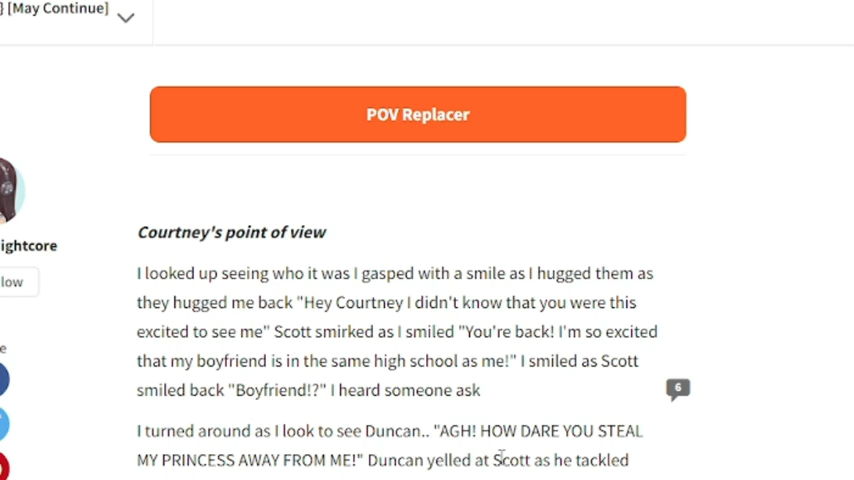 } [May Continue]
POV Replacer
ightcore
low
e
Courtney's point of view
I looked up seeing who it was I gasped with a smile as I hugged them as
they hugged me back "Hey Courtney I didn't know that you were this
excited to see me" Scott smirked as I smiled "You're back! I'm so excited
that my boyfriend is in the same high school as me!" I smiled as Scott
smiled back "Boyfriend!?" I heard someone ask
6
I turned around as I look to see Duncan.. "AGH! HOW DARE YOU STEAL
MY PRINCESS AWAY FROM ME!" Duncan yelled at Scott as he tackled